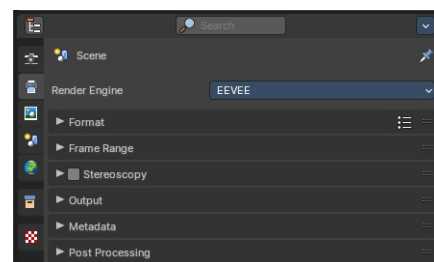 Search
Scene
Render Engine
EEVEE
Format
Frame Range
Stereoscopy
Output
Metadata
Post Processing